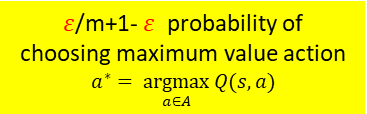 ε/m+1- ε probability of
choosing maximum value action
a* = argmax Q(s, a)
a∈A